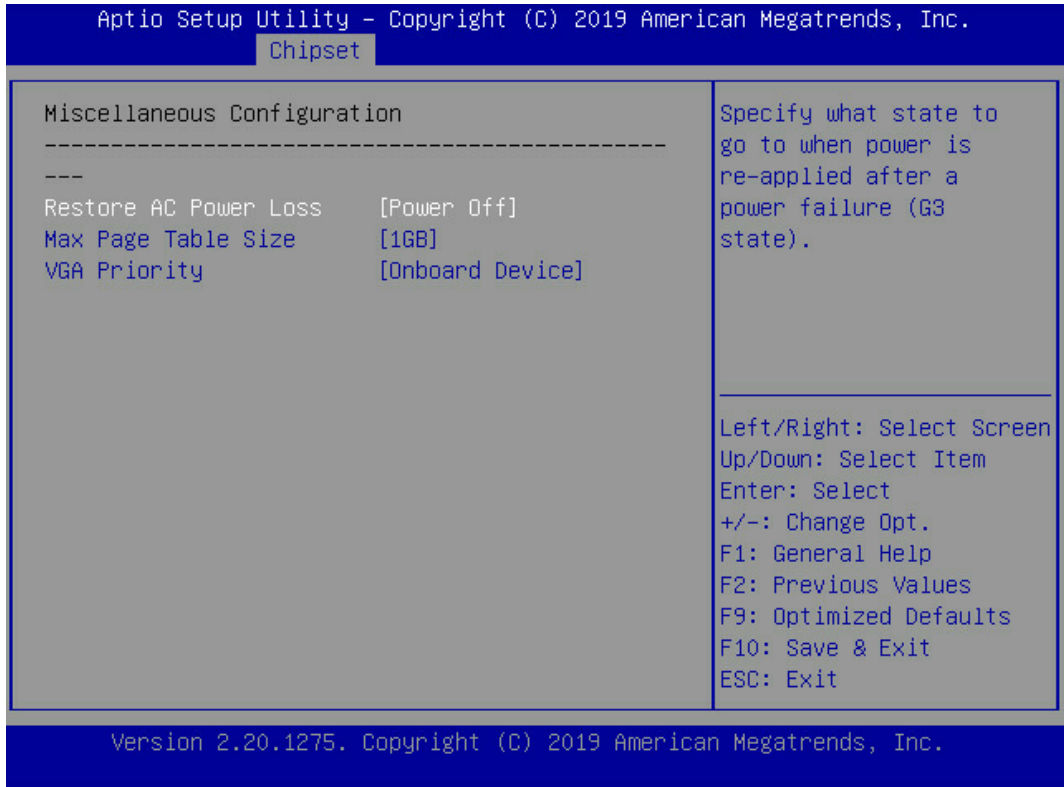 Aptio Setup Utility – Copyright (C) 2019 American Megatrends, Inc.
Chipset
Miscellaneous Configuration
-----------------------------------------------
---
Restore AC Power Loss [Power Off]
Max Page Table Size [1GB]
VGA Priority [Onboard Device]
Specify what state to
go to when power is
re-applied after a
power failure (G3
state).
Left/Right: Select Screen
Up/Down: Select Item
Enter: Select
+/-: Change Opt.
F1: General Help
F2: Previous Values
F9: Optimized Defaults
F10: Save & Exit
ESC: Exit
Version 2.20.1275. Copyright (C) 2019 American Megatrends, Inc.